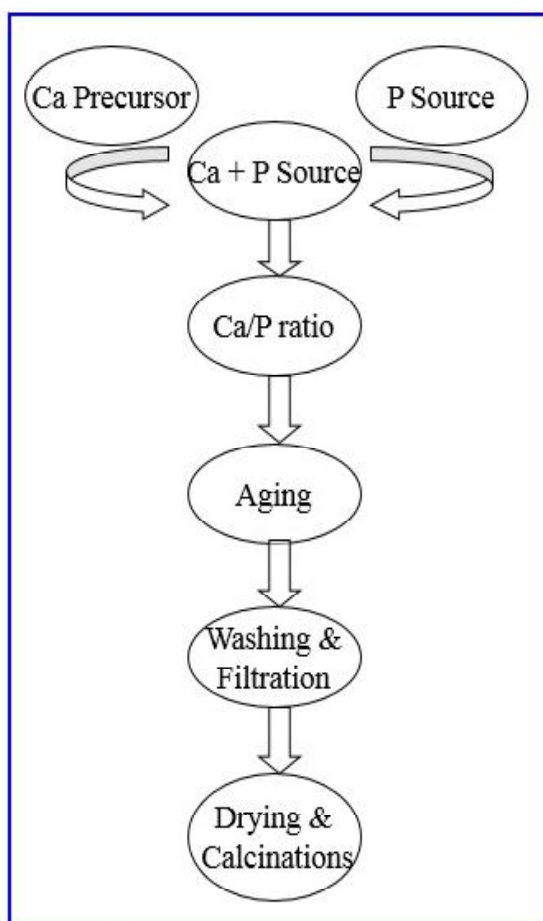 Ca Precursor
P Source
Ca + P Source
Ca/P ratio
Aging
Washing &
Filtration
Drying &
Calcinations